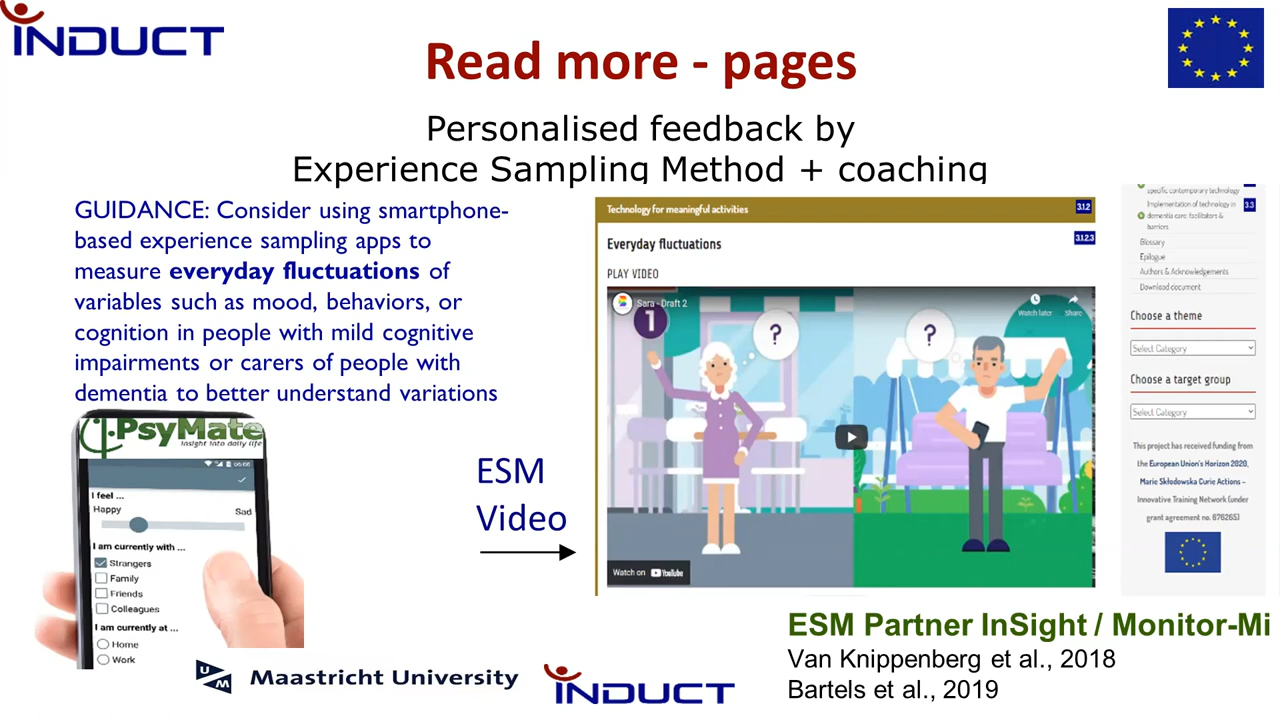 INDUCT
Read more - pages
Personalised feedback by
Experience Sampling Method + coaching
GUIDANCE: Consider using smartphone-
based experience sampling apps to
measure everyday fluctuations of
variables such as mood, behaviors, or
cognition in people with mild cognitive
impairments or carers of people with
dementia to better understand variations
PsyMate
Insight into daily life
I feel ...
Happy
Sad
I am currently with ...
Strangers
Family
Friends
Colleagues
I am currently at ...
Home
Work
ESM
Video
Technology for meaningful activities
3.1.2
Everyday fluctuations
3.1.2.3
PLAY VIDEO
Sara - Draft 2
Watch later
Share
1
?
?
Watch on YouTube
specific contemporary technology
Implementation of technology in
3.3
dementia care: facilitators &
barriers
Glossary
Epilogue
Authors & Acknowledgements
Download document
Choose a theme
Select Category
Choose a target group
Select Category
This project has received funding from
the European Union's Horizon 2020,
Marie Skłodowska Curie Actions –
Innovative Training Network (under
grant agreement no. 676265)
ESM Partner InSight / Monitor-Mi
Van Knippenberg et al., 2018
Bartels et al., 2019
UM
Maastricht University
INDUCT